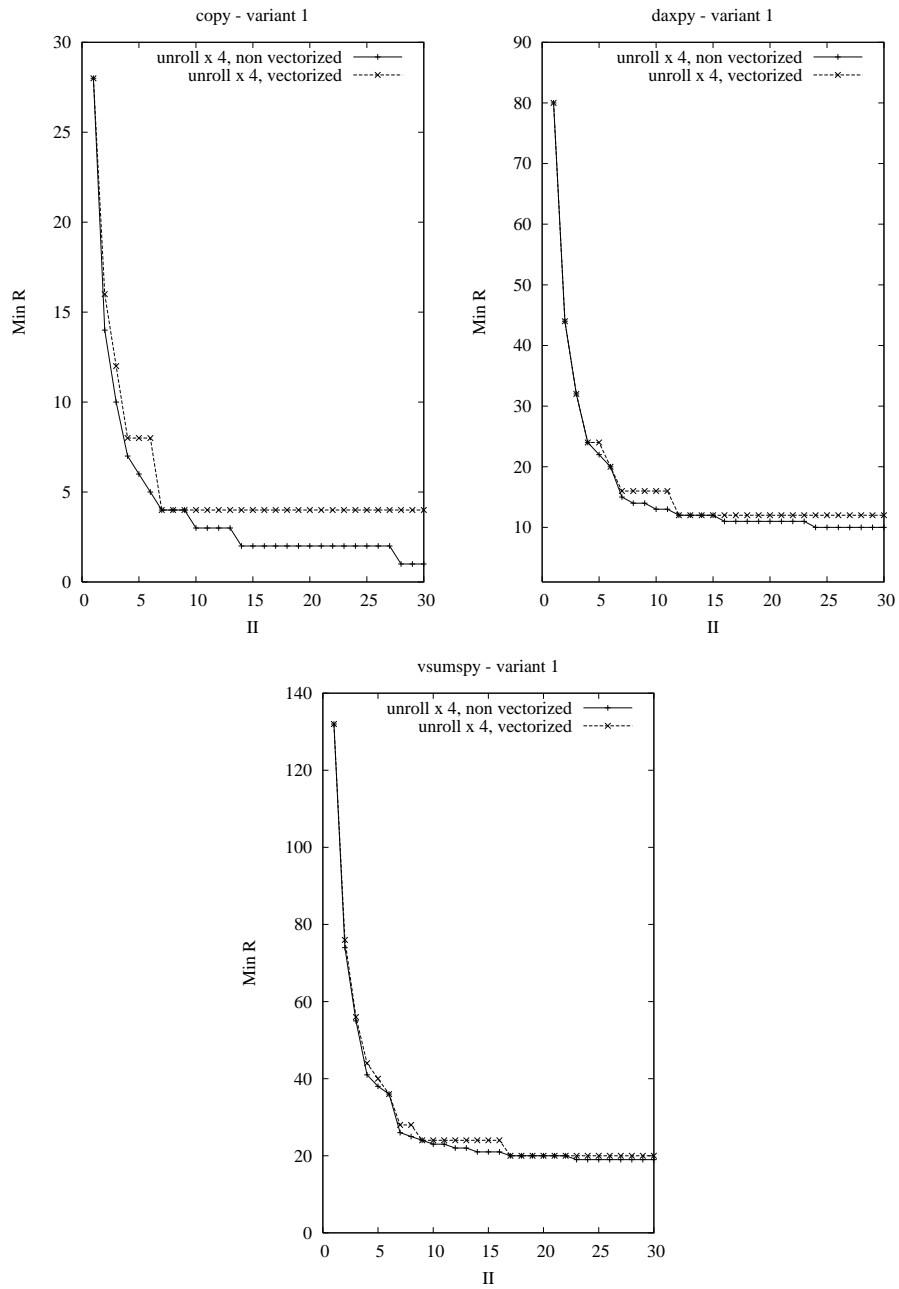 copy - variant 1
unroll x 4, non vectorized
unroll x 4, vectorized
30
25
20
15
10
5
0
Min R
0 5 10 15 20 25 30
II
daxpy - variant 1
unroll x 4, non vectorized
unroll x 4, vectorized
90
80
70
60
50
40
30
20
10
Min R
0 5 10 15 20 25 30
II
vsumspy - variant 1
unroll x 4, non vectorized
unroll x 4, vectorized
140
120
100
80
60
40
20
0
Min R
0 5 10 15 20 25 30
II